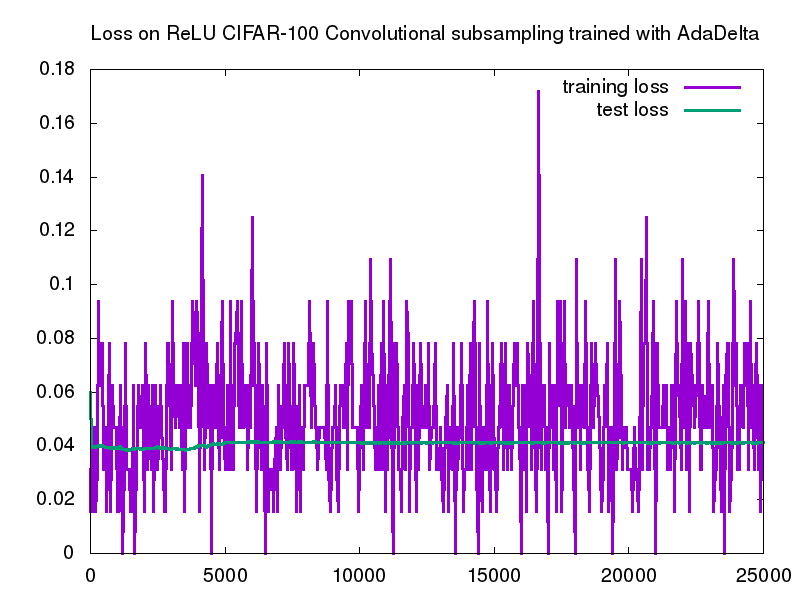 Loss on ReLU CIFAR-100 Convolutional subsampling trained with AdaDelta
0.18
training loss
test loss
0.16
0.14
0.12
0.1
0.08
0.06
0.04
0.02
0
0 5000 10000 15000 20000 25000